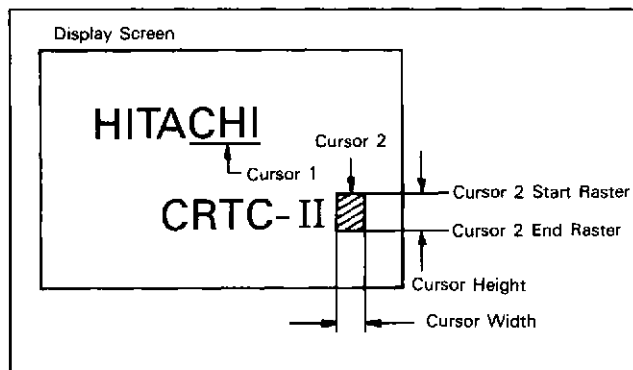 Display Screen
HITACHI
Cursor 2
Cursor 1
Cursor 2 Start Raster
CRTC-II
Cursor 2 End Raster
Cursor Height
Cursor Width